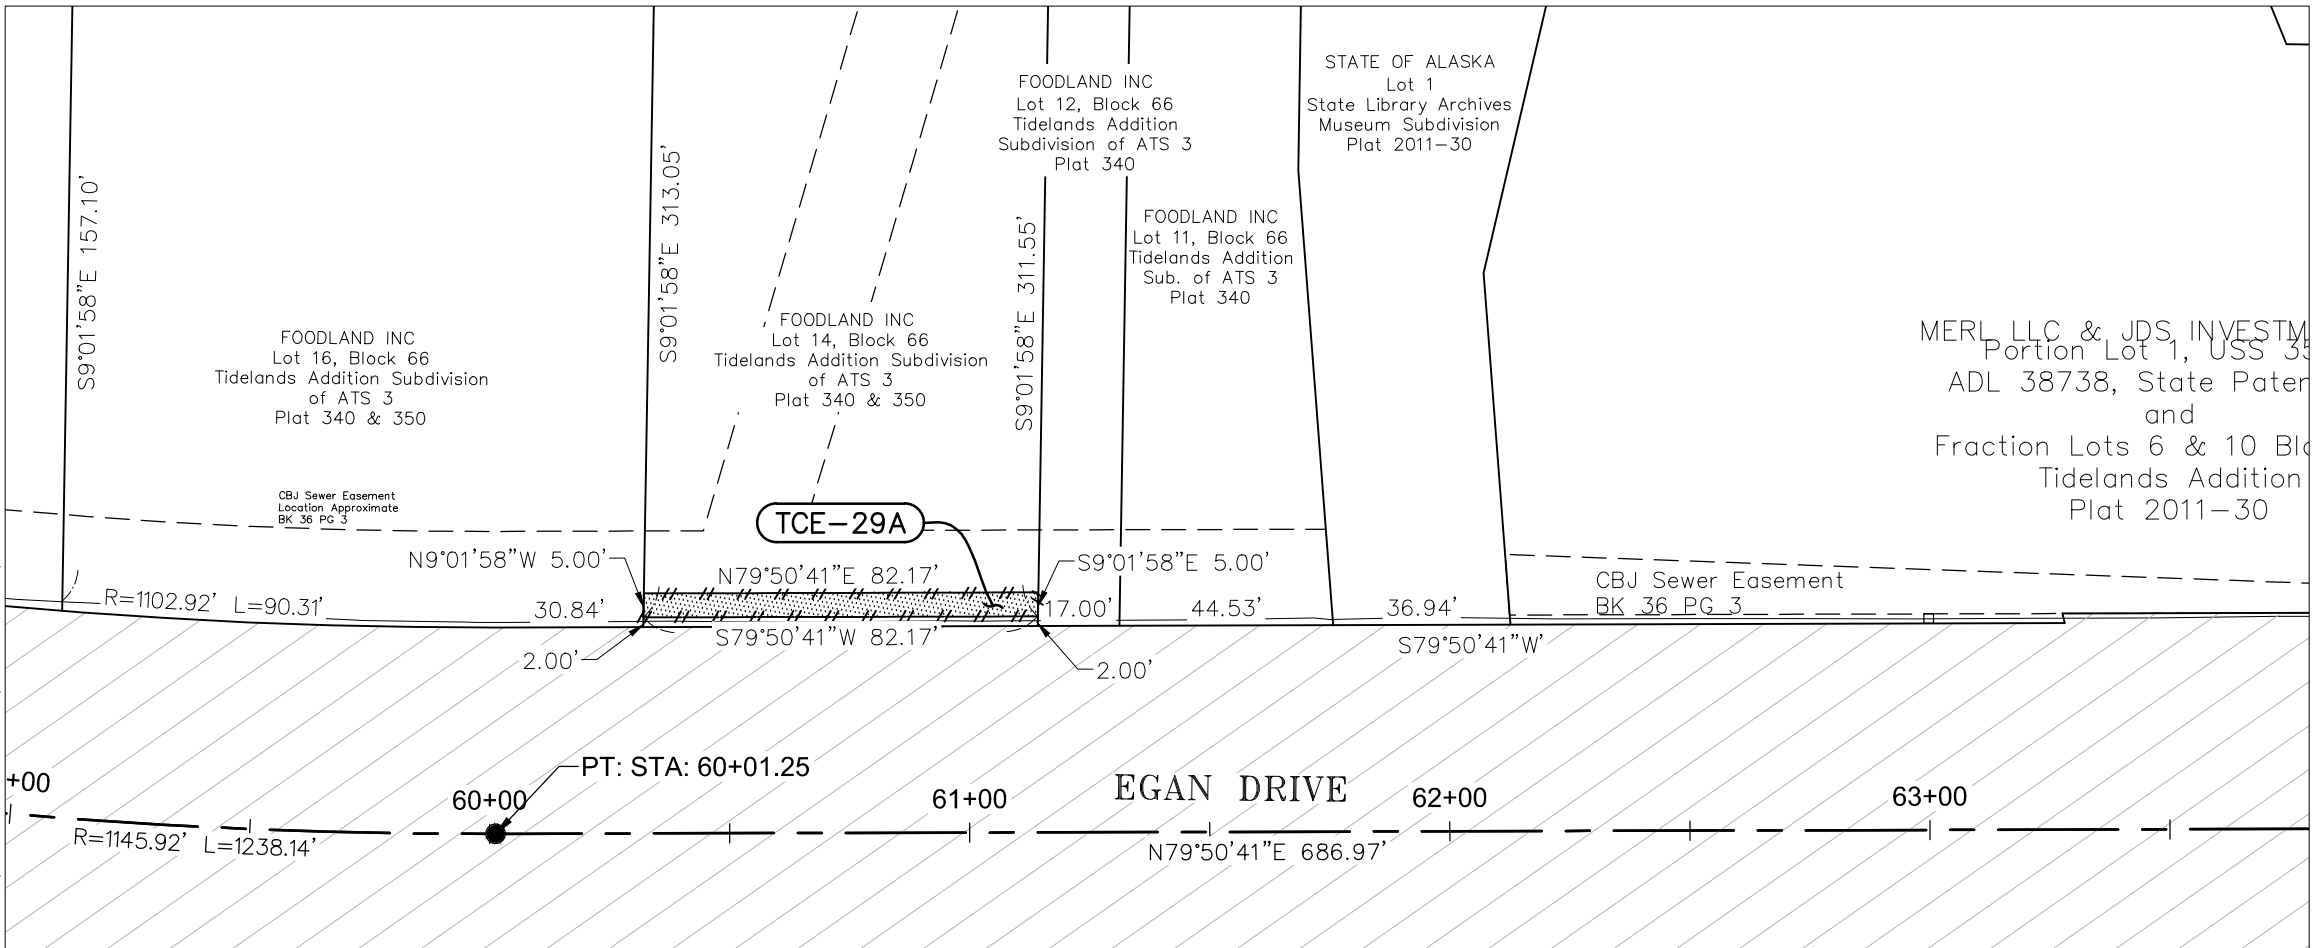 STATE OF ALASKA
Lot 1
State Library Archives
Museum Subdivision
Plat 2011-30
FOODLAND INC
Lot 12, Block 66
Tidelands Addition
Subdivision of ATS 3
Plat 340
FOODLAND INC
Lot 11, Block 66
Tidelands Addition
Sub. of ATS 3
Plat 340
S9°01'58"E 157.10'
S9°01'58"E 313.05'
S9°01'58"E 311.55'
FOODLAND INC
Lot 16, Block 66
Tidelands Addition Subdivision
of ATS 3
Plat 340 & 350
FOODLAND INC
Lot 14, Block 66
Tidelands Addition Subdivision
of ATS 3
Plat 340 & 350
MERL LLC & JDS INVESTM
Portion Lot 1, USS 35
ADL 38738, State Paten
and
Fraction Lots 6 & 10 Blo
Tidelands Addition
Plat 2011-30
CBJ Sewer Easement
Location Approximate
BK 36 PG 3
TCE-29A
N9°01'58"W 5.00'
N79°50'41"E 82.17'
S9°01'58"E 5.00'
CBJ Sewer Easement
BK 36 PG 3
R=1102.92' L=90.31'
30.84'
17.00'
44.53'
36.94'
S79°50'41"W 82.17'
S79°50'41"W'
2.00'
2.00'
PT: STA: 60+01.25
+00
60+00
61+00
EGAN DRIVE
62+00
63+00
R=1145.92' L=1238.14'
N79°50'41"E 686.97'